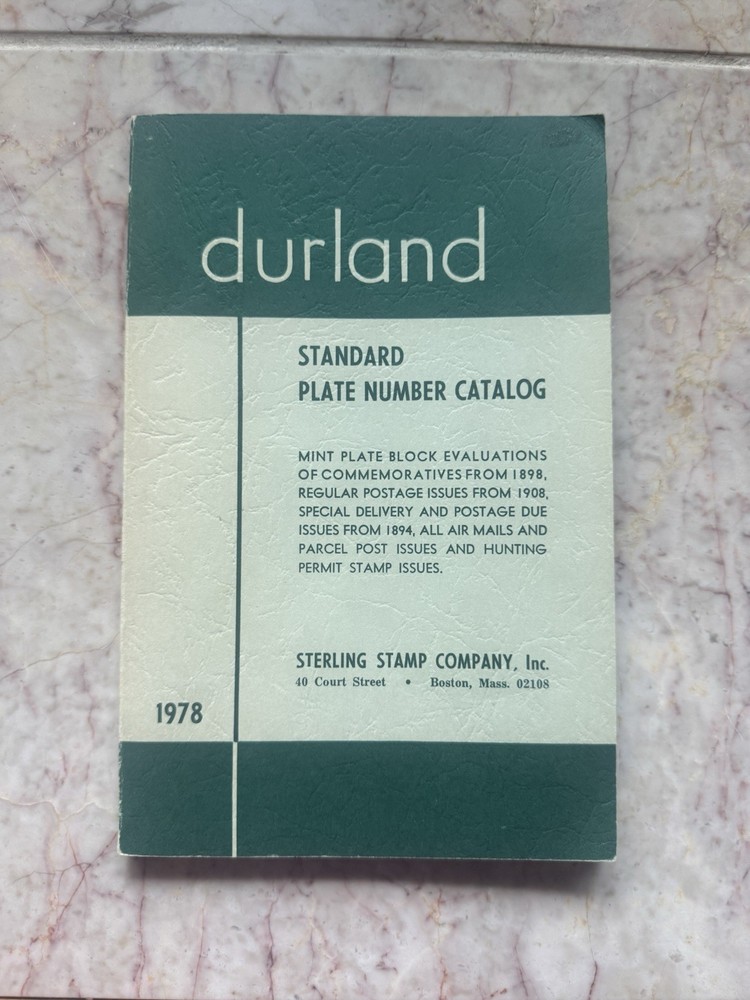 durland
STANDARD
PLATE NUMBER CATALOG
MINT PLATE BLOCK EVALUATIONS
OF COMMEMORATIVES FROM 1898,
REGULAR POSTAGE ISSUES FROM 1908,
SPECIAL DELIVERY AND POSTAGE DUE
ISSUES FROM 1894, ALL AIR MAILS AND
PARCEL POST ISSUES AND HUNTING
PERMIT STAMP ISSUES.
STERLING STAMP COMPANY, Inc.
40 Court Street • Boston, Mass. 02108
1978